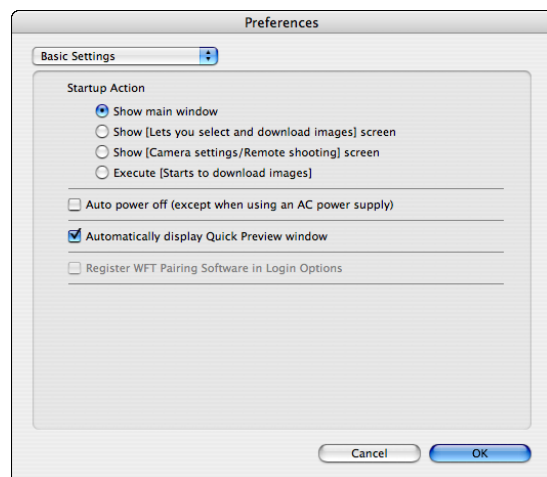 Preferences
Basic Settings
Startup Action
Show main window
Show [Lets you select and download images] screen
Show [Camera settings/Remote shooting] screen
Execute [Starts to download images]
Auto power off (except when using an AC power supply)
Automatically display Quick Preview window
Register WFT Pairing Software in Login Options
Cancel
OK